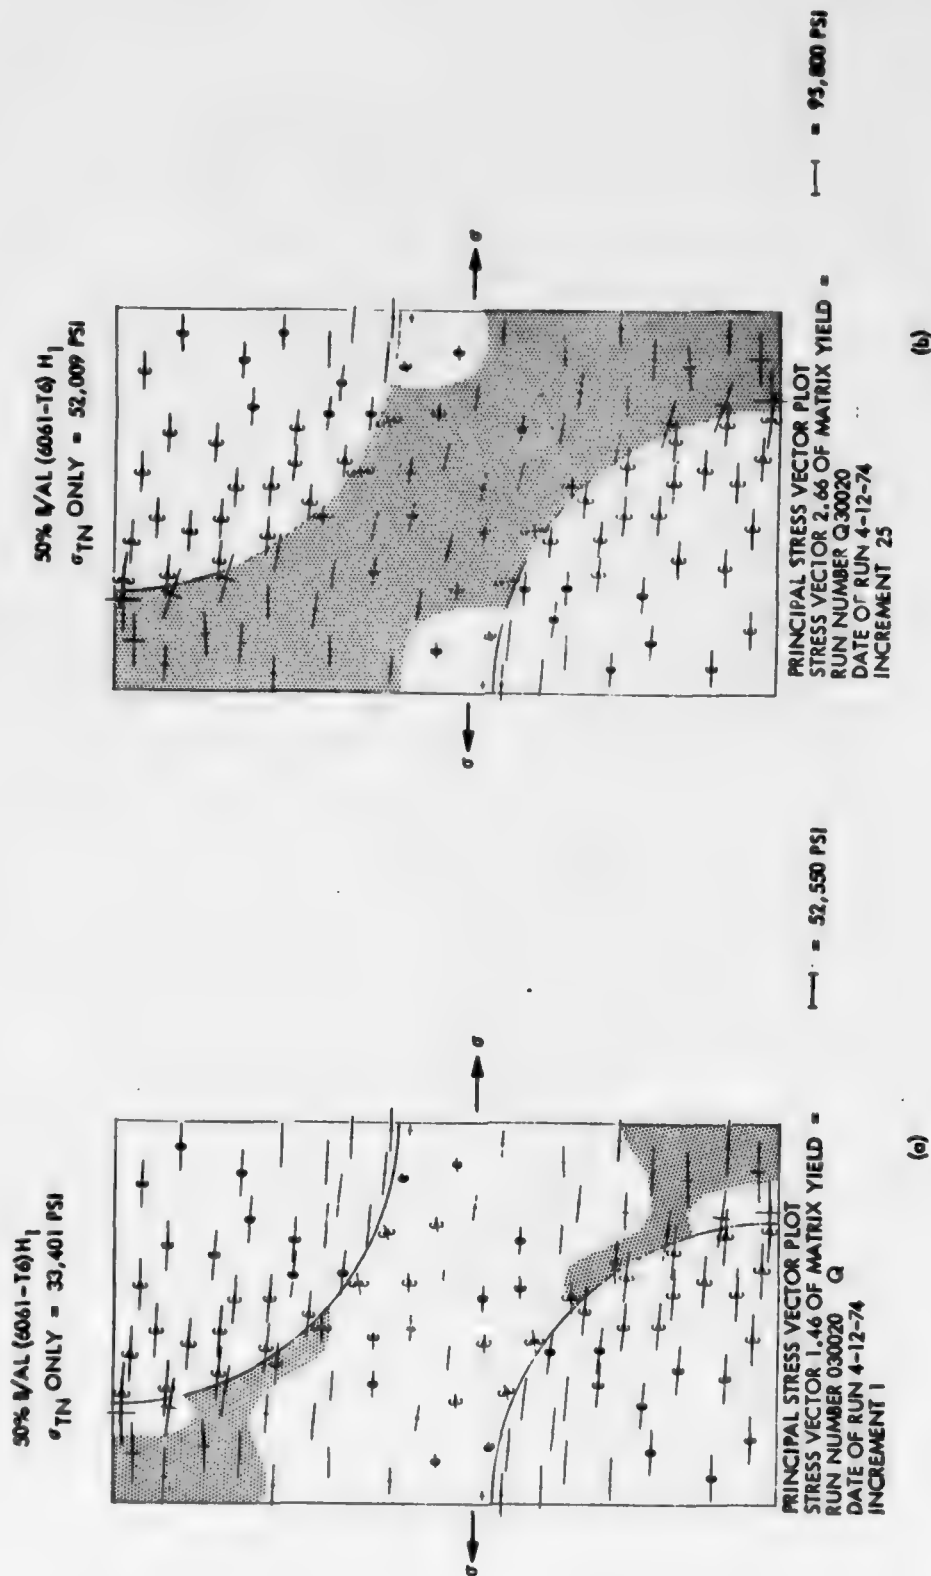 50% B/AL (6061-T6) H1
σTN ONLY = 33,401 PSI
σ
σ
PRINCIPAL STRESS VECTOR PLOT
STRESS VECTOR 1.46 OF MATRIX YIELD = = 52,550 PSI
RUN NUMBER 030020 Q
DATE OF RUN 4-12-74
INCREMENT 1
(a)
50% B/AL (6061-T6) H1
σTN ONLY = 52,009 PSI
σ
σ
PRINCIPAL STRESS VECTOR PLOT
STRESS VECTOR 2.66 OF MATRIX YIELD = = 95,800 PSI
RUN NUMBER Q30020
DATE OF RUN 4-12-74
INCREMENT 25
(b)